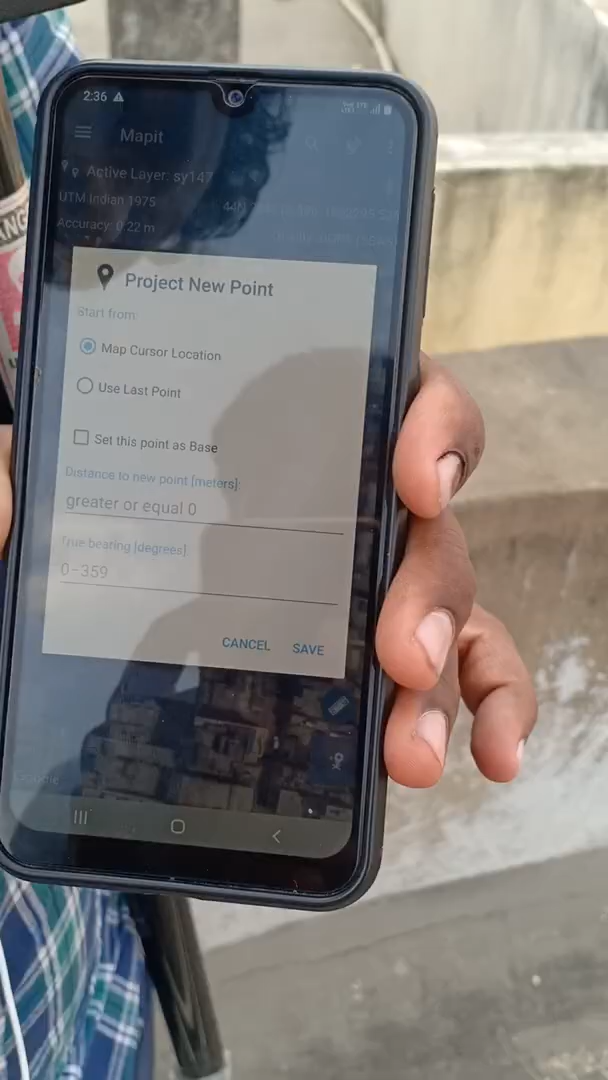 2:36
Mapit
Active Layer: sy147
UTM Indian 1975
Accuracy: 0.22 m
Project New Point
Start from:
Map Cursor Location
Use Last Point
Set this point as Base
Distance to new point [meters]:
greater or equal 0
True bearing [degrees]
0-359
CANCEL SAVE
Google